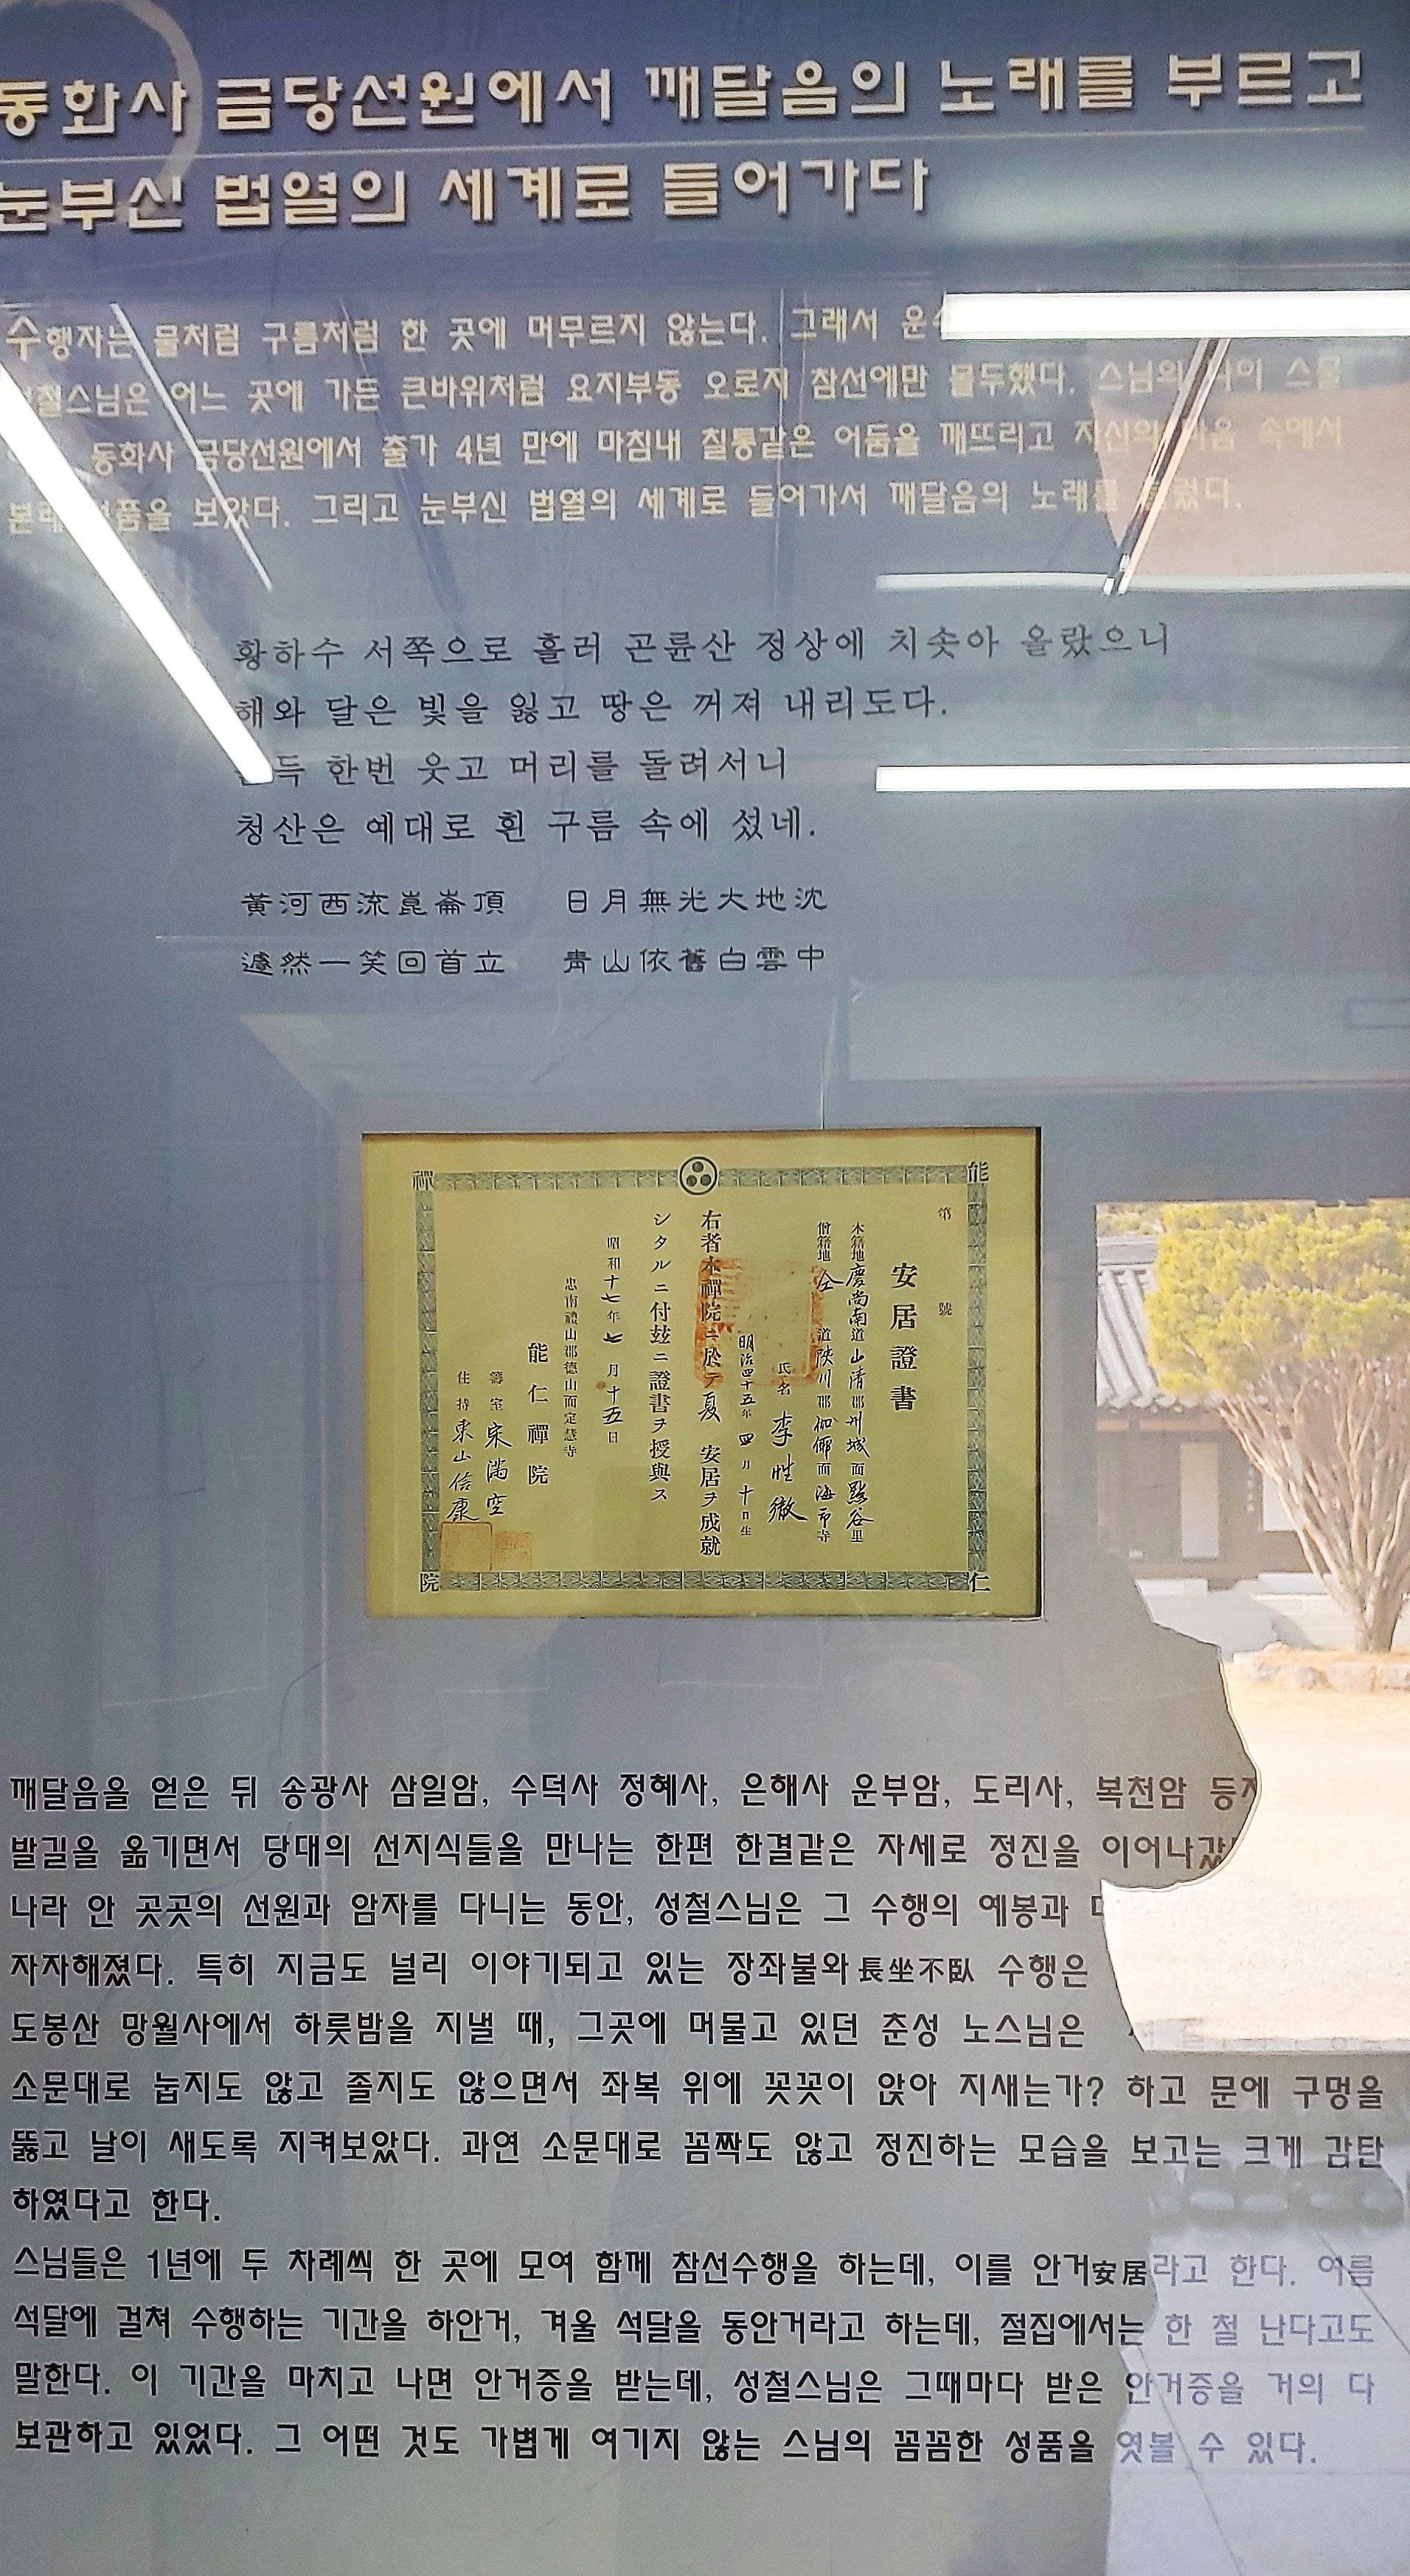 동화사 금당선원에서 깨달음의 노래를 부르고
눈부신 법열의 세계로 들어가다
수행자는 물처럼 구름처럼 한 곳에 머무르지 않는다. 그래서
성철스님은 어느 곳에 가든 큰바위처럼 요지부동 오로지 참선에만 몰두했다. 스님의 나이 스물
동화사 금당선원에서 출가 4년 만에 마침내 칠통같은 어둠을 깨뜨리고 자신의 마음 속에서
본래 성품을 보았다. 그리고 눈부신 법열의 세계로 들어가서 깨달음의 노래를 불렀다.
황하수 서쪽으로 흘러 곤륜산 정상에 치솟아 올랐으니
해와 달은 빛을 잃고 땅은 꺼져 내리도다.
한번 웃고 머리를 돌려서니
청산은 예대로 흰 구름 속에 섰네.
黃河西流崑崙頂 日月無光大地沈
遽然一笑回首立 靑山依舊白雲中
能
禪
第 號
安居證書
本籍地 慶尚南道 山清郡 丹城面 默谷里
僧籍地 仝 道 陜川郡 伽倻面 海印寺
氏名 李性徹
明治四十五年 四月 十日生
右者本禪院ニ於テ夏 安居ヲ成就
シタルニ付玆ニ證書ヲ授與ス
昭和十七年 七月十五日
忠南禮山郡德山面定慧寺
能仁禪院
籌室 宋滿空
住持 東山信康
院
仁
깨달음을 얻은 뒤 송광사 삼일암, 수덕사 정혜사, 은해사 운부암, 도리사, 복천암
발길을 옮기면서 당대의 선지식들을 만나는 한편 한결같은 자세로 정진을
나라 안 곳곳의 선원과 암자를 다니는 동안, 성철스님은 그 수행의 예봉과
자자해졌다. 특히 지금도 널리 이야기되고 있는 장좌불와長坐不臥 수행은
도봉산 망월사에서 하룻밤을 지낼 때, 그곳에 머물고 있던 춘성 노스님은
소문대로 눕지도 않고 졸지도 않으면서 좌복 위에 꼿꼿이 앉아 지새는가? 하고 문에 구멍을
뚫고 날이 새도록 지켜보았다. 과연 소문대로 꼼짝도 않고 정진하는 모습을 보고는 크게 감탄
하였다고 한다.
스님들은 1년에 두 차례씩 한 곳에 모여 함께 참선수행을 하는데, 이를 안거安居라고 한다. 여름
석달에 걸쳐 수행하는 기간을 하안거, 겨울 석달을 동안거라고 하는데, 절집에서는 한 철 난다고도
말한다. 이 기간을 마치고 나면 안거증을 받는데, 성철스님은 그때마다 받은 안거증을 거의 다
보관하고 있었다. 그 어떤 것도 가볍게 여기지 않는 스님의 꼼꼼한 성품을 엿볼 수 있다.